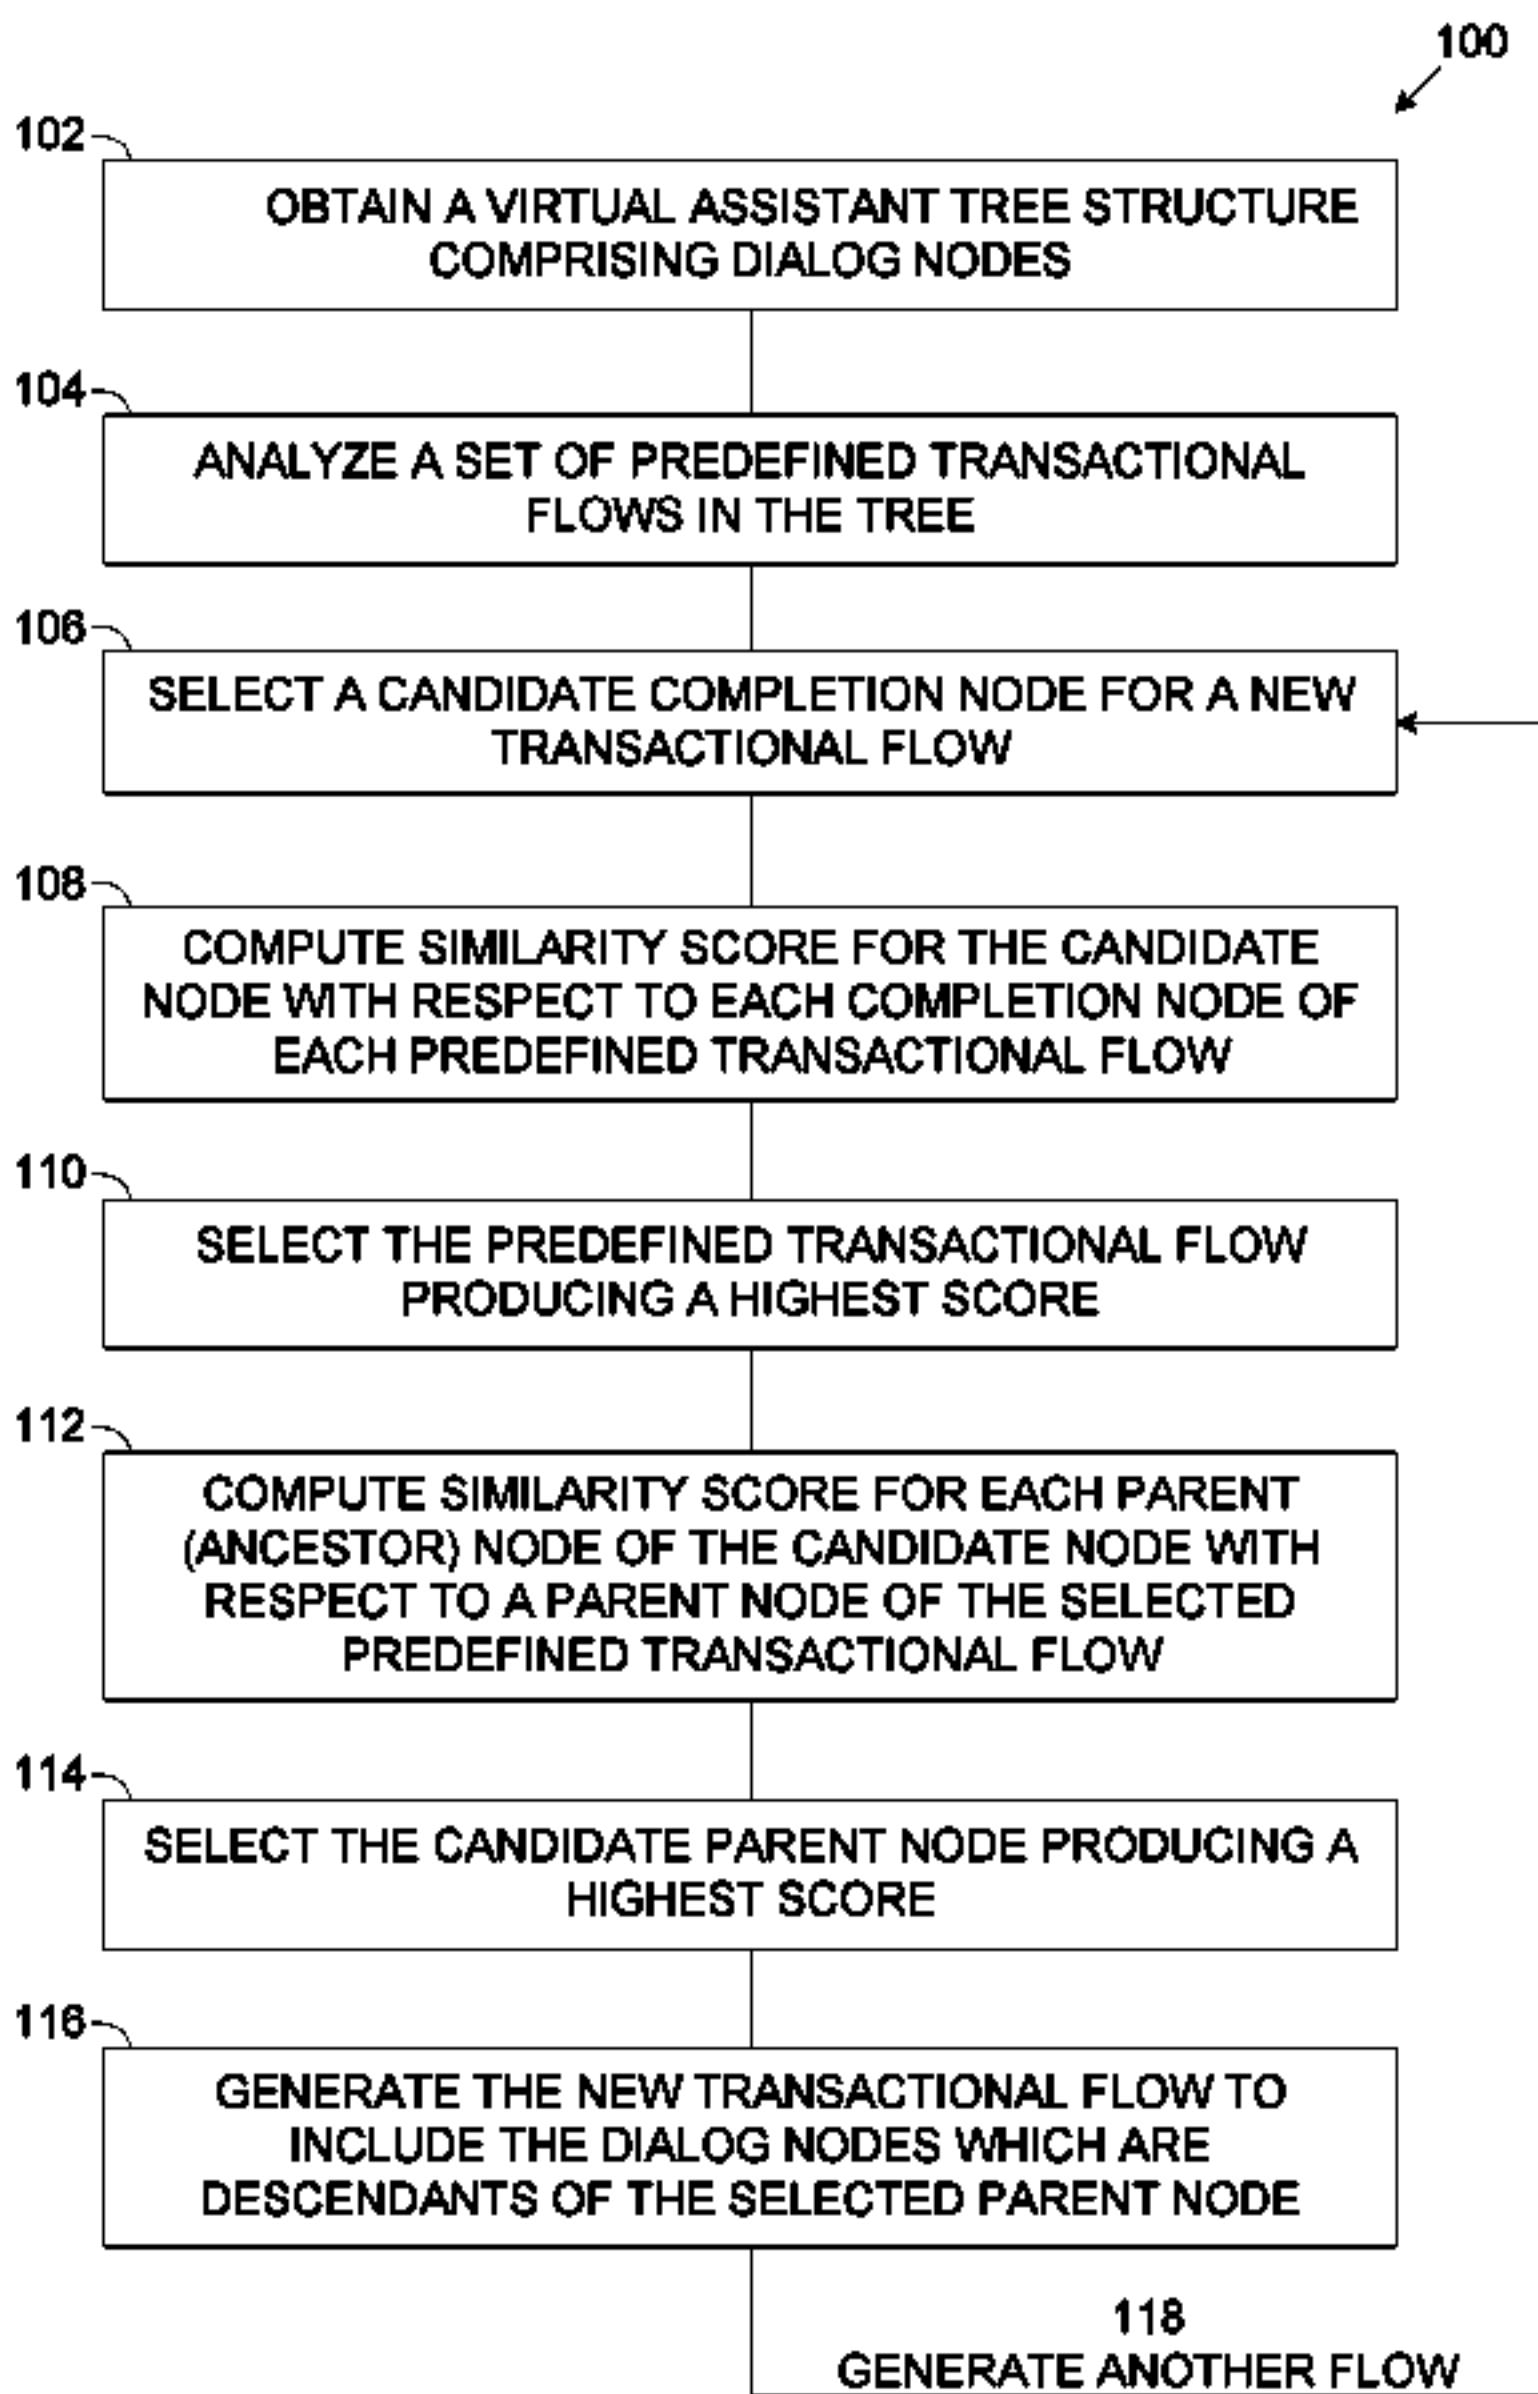 100
102
OBTAIN A VIRTUAL ASSISTANT TREE STRUCTURE
COMPRISING DIALOG NODES
104
ANALYZE A SET OF PREDEFINED TRANSACTIONAL
FLOWS IN THE TREE
106
SELECT A CANDIDATE COMPLETION NODE FOR A NEW
TRANSACTIONAL FLOW
108
COMPUTE SIMILARITY SCORE FOR THE CANDIDATE
NODE WITH RESPECT TO EACH COMPLETION NODE OF
EACH PREDEFINED TRANSACTIONAL FLOW
110
SELECT THE PREDEFINED TRANSACTIONAL FLOW
PRODUCING A HIGHEST SCORE
112
COMPUTE SIMILARITY SCORE FOR EACH PARENT
(ANCESTOR) NODE OF THE CANDIDATE NODE WITH
RESPECT TO A PARENT NODE OF THE SELECTED
PREDEFINED TRANSACTIONAL FLOW
114
SELECT THE CANDIDATE PARENT NODE PRODUCING A
HIGHEST SCORE
116
GENERATE THE NEW TRANSACTIONAL FLOW TO
INCLUDE THE DIALOG NODES WHICH ARE
DESCENDANTS OF THE SELECTED PARENT NODE
118
GENERATE ANOTHER FLOW